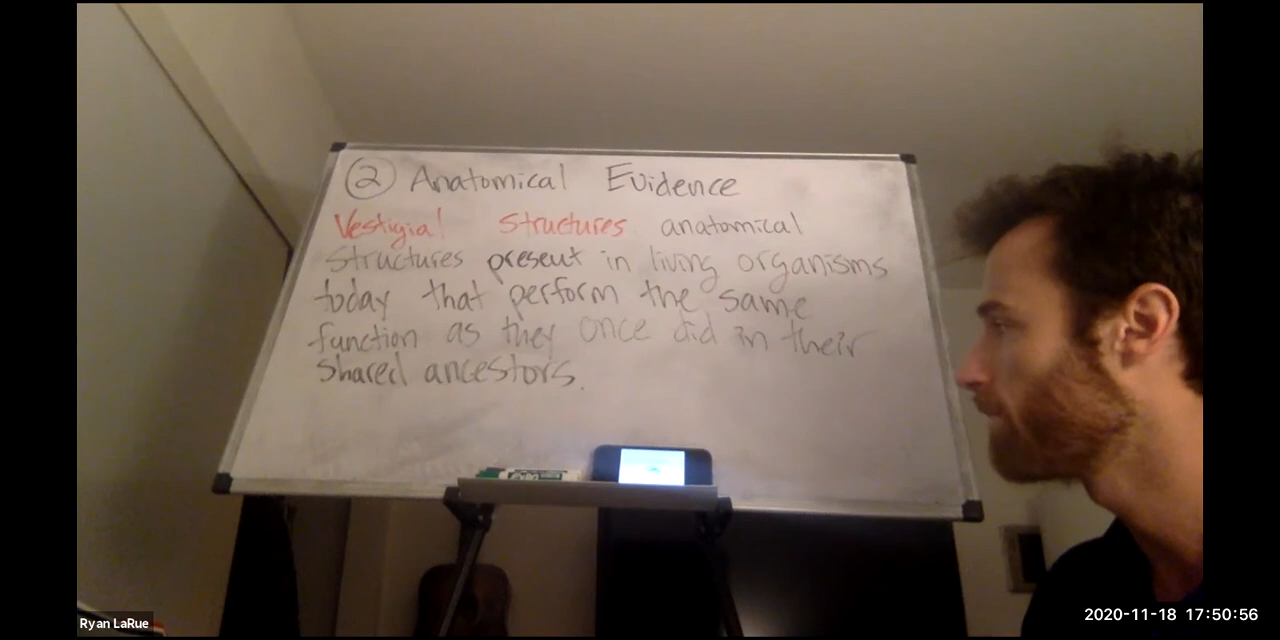 ② Anatomical Evidence
Vestigial Structures anatomical
structures present in living organisms
today that perform the same
function as they once did in their
shared ancestors.
Ryan LaRue
2020-11-18 17:50:56